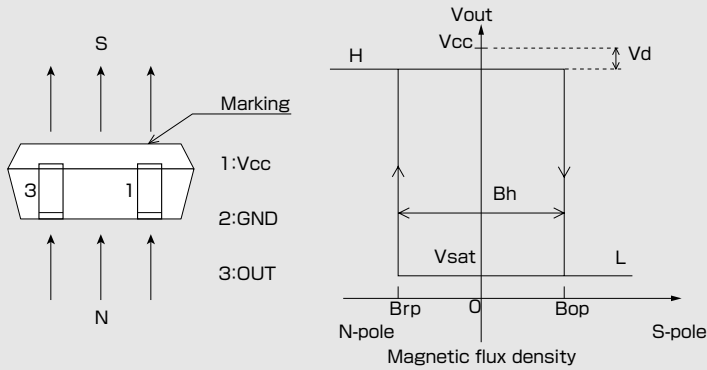 S
Marking
3
1
1:Vcc
2:GND
3:OUT
N
Vout
Vcc
Vd
H
Bh
Vsat
L
Brp
0
Bop
N-pole
S-pole
Magnetic flux density